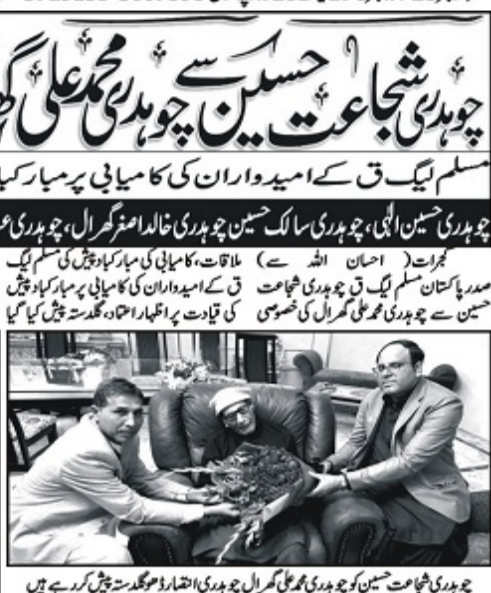 چوہدری شجاعت حسین سے چوہدری محمد علی
مسلم لیگ ق کے امیدواران کی کامیابی پر
چوہدری حسین الٰہی، چوہدری سالک حسین چوہدری خالد اصغر گھرال، چوہدری
گجرات( احسان اللہ سے)
صدر پاکستان مسلم لیگ ق چوہدری شجاعت
حسین سے چوہدری محمد علی گھرال کی خصوصی
ملاقات، کامیابی کی مبارکباد پیش کی مسلم لیگ
ق کے امیدواران کی کامیابی پر مبارکباد پیش
کی قیادت پر اظہار اعتماد، گلدستہ پیش کیا گیا
چوہدری شجاعت حسین کو چوہدری محمد علی گھرال چوہدری انتصار ڈھو گلدستہ پیش کر رہے ہیں